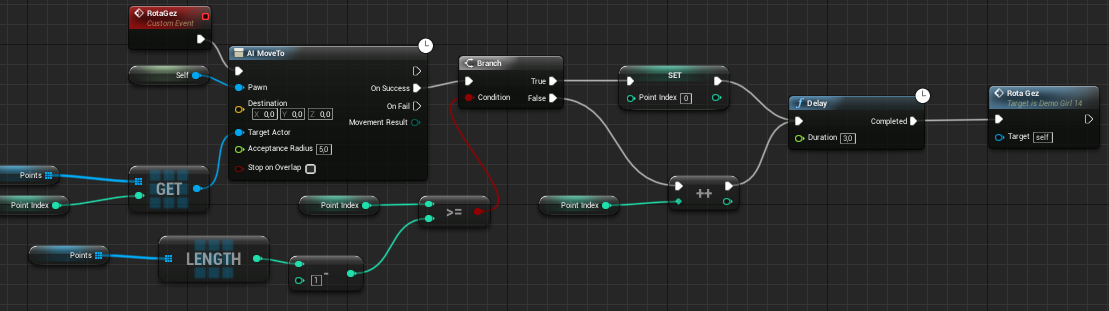 RotaGez
Custom Event
Self
AI MoveTo
Pawn
On Success
Destination
X 0,0 Y 0,0 Z 0,0
On Fail
Movement Result
Target Actor
Acceptance Radius 5,0
Stop on Overlap
Points
Point Index
GET
Points
LENGTH
1 -
Point Index
>=
Branch
True
Condition
False
SET
Point Index 0
Point Index
++
Delay
Completed
Duration 3,0
Rota Gez
Target is Demo Girl 14
Target self